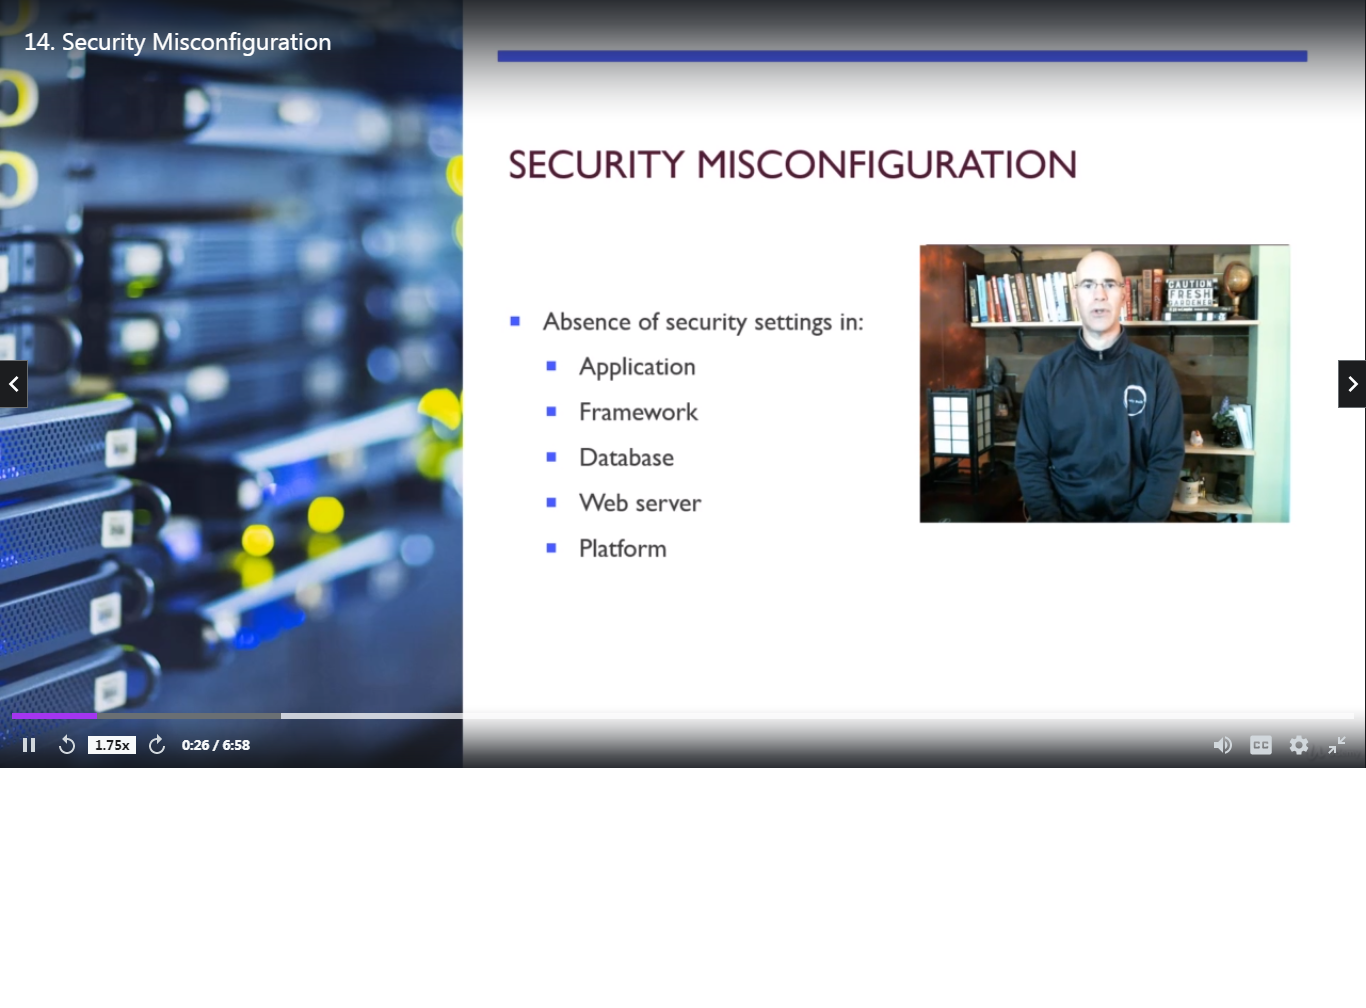 14. Security Misconfiguration
SECURITY MISCONFIGURATION
Absence of security settings in:
Application
Framework
Database
Web server
Platform
CAUTION
FRESH
GARDENER
1.75x
0:26 / 6:58
CC